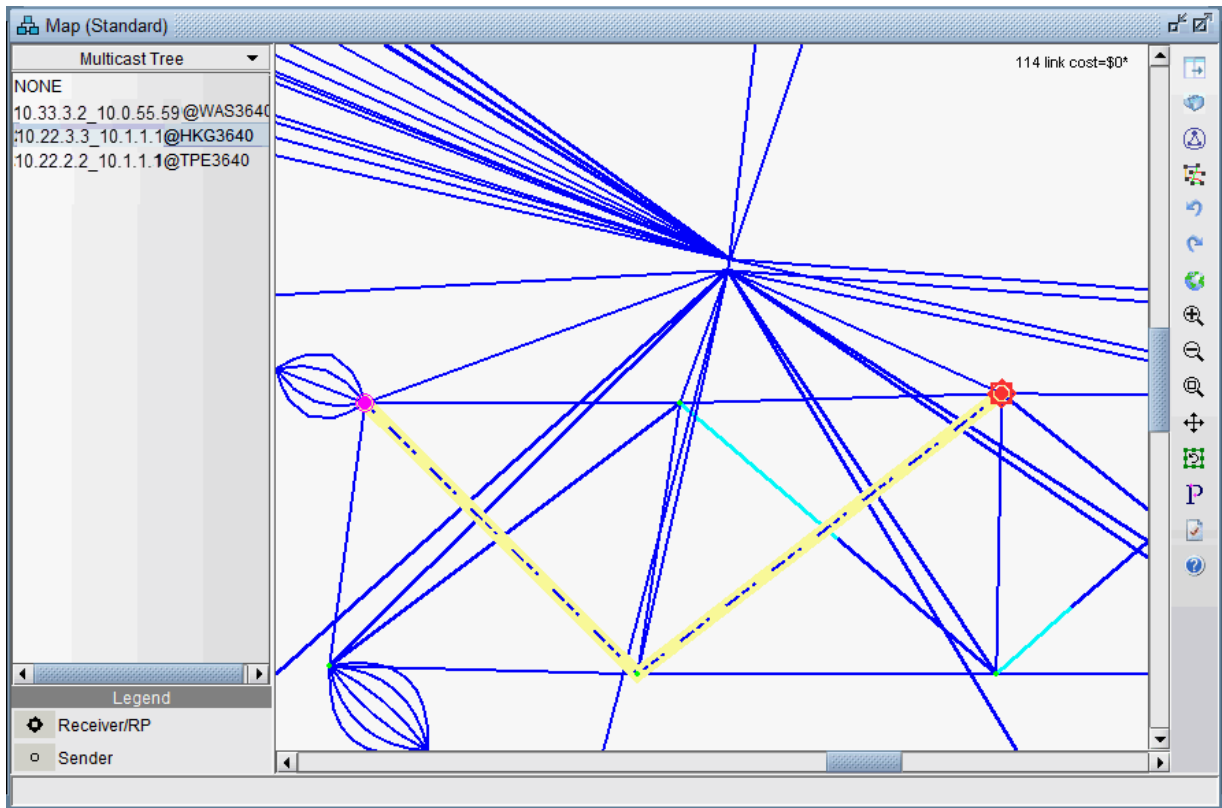 Map (Standard)
Multicast Tree
114 link cost=$0*
NONE
10.33.3.2_10.0.55.59@WAS3640
10.22.3.3_10.1.1.1@HKG3640
10.22.2.2_10.1.1.1@TPE3640
P
Legend
Receiver/RP
Sender